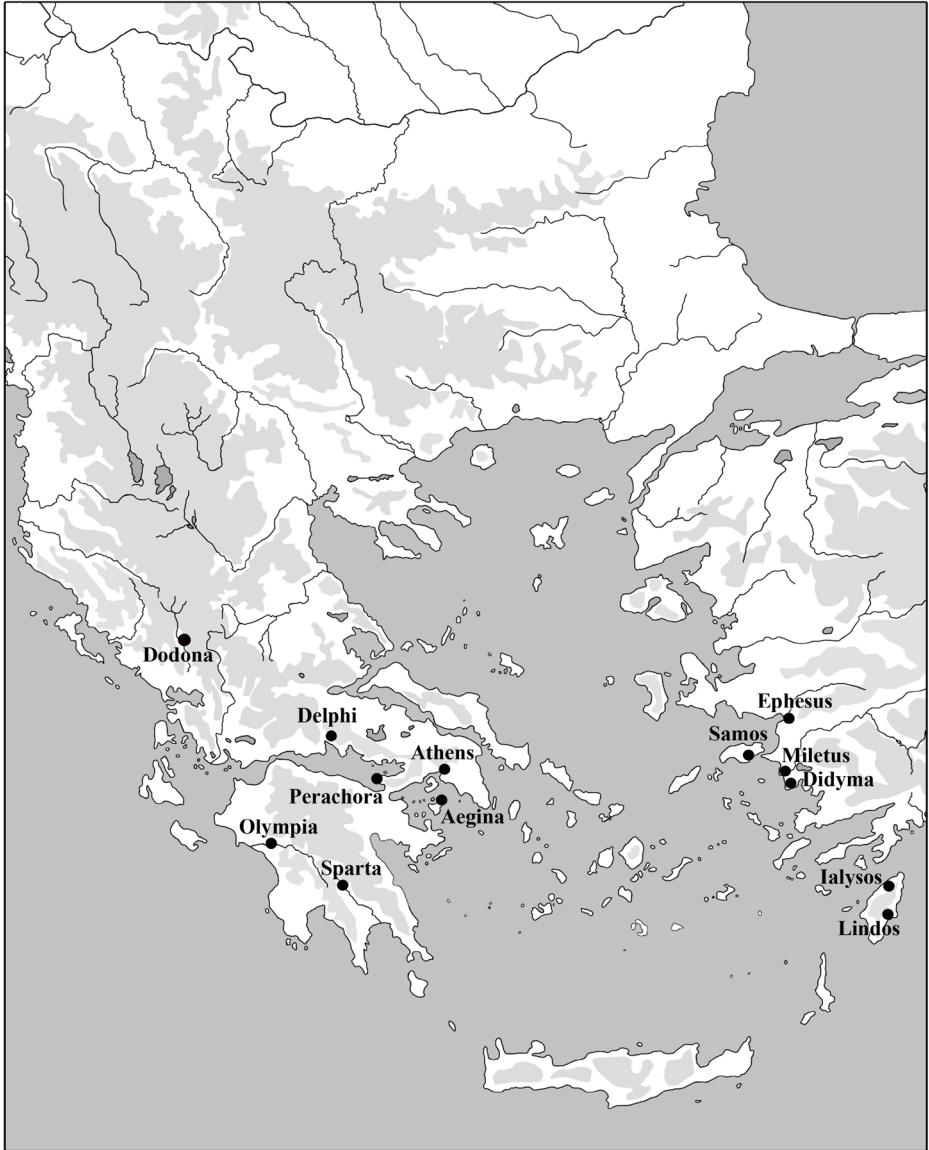 Dodona
Ephesus
Delphi
Samos
Athens
Miletus
Didyma
Perachora
Aegina
Olympia
Sparta
Ialysos
Lindos